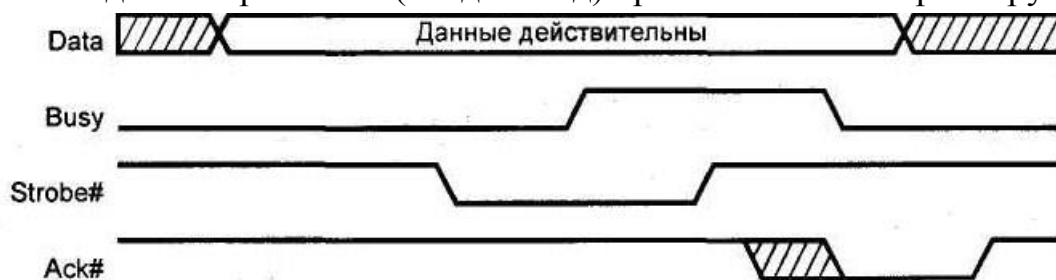 Data
Данные действительны
Busy
Strobe#
Ack#